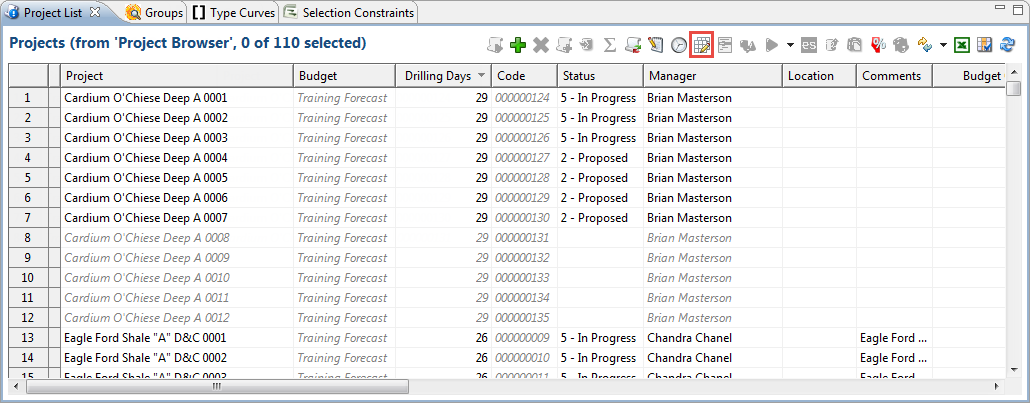 Project List Groups Type Curves Selection Constraints
Projects (from 'Project Browser', 0 of 110 selected) es
Project Budget Drilling Days Code Status Manager Location Comments Budget
1 Cardium O'Chiese Deep A 0001 Training Forecast 29 000000124 5 - In Progress Brian Masterson
2 Cardium O'Chiese Deep A 0002 Training Forecast 29 000000125 5 - In Progress Brian Masterson
3 Cardium O'Chiese Deep A 0003 Training Forecast 29 000000126 5 - In Progress Brian Masterson
4 Cardium O'Chiese Deep A 0004 Training Forecast 29 000000127 2 - Proposed Brian Masterson
5 Cardium O'Chiese Deep A 0005 Training Forecast 29 000000128 2 - Proposed Brian Masterson
6 Cardium O'Chiese Deep A 0006 Training Forecast 29 000000129 2 - Proposed Brian Masterson
7 Cardium O'Chiese Deep A 0007 Training Forecast 29 000000130 2 - Proposed Brian Masterson
8 Cardium O'Chiese Deep A 0008 Training Forecast 29 000000131 Brian Masterson
9 Cardium O'Chiese Deep A 0009 Training Forecast 29 000000132 Brian Masterson
10 Cardium O'Chiese Deep A 0010 Training Forecast 29 000000133 Brian Masterson
11 Cardium O'Chiese Deep A 0011 Training Forecast 29 000000134 Brian Masterson
12 Cardium O'Chiese Deep A 0012 Training Forecast 29 000000135 Brian Masterson
13 Eagle Ford Shale "A" D&C 0001 Training Forecast 26 000000009 5 - In Progress Chandra Chanel Eagle Ford ...
14 Eagle Ford Shale "A" D&C 0002 Training Forecast 26 000000010 5 - In Progress Chandra Chanel Eagle Ford ...
15 Eagle Ford Shale "A" D&C 0003 Training Forecast 26 000000011 5 - In Progress Chandra Chanel Eagle Ford